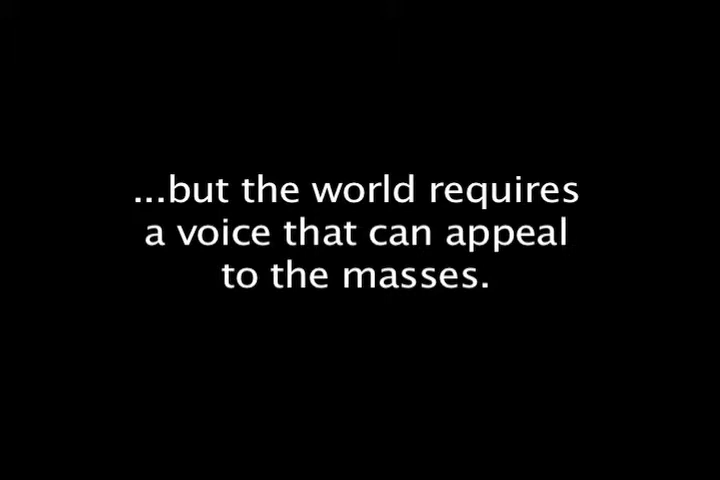 ...but the world requires
a voice that can appeal
to the masses.